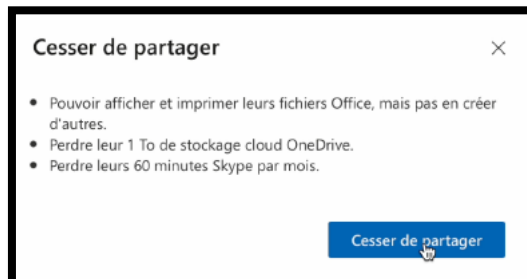 Cesser de partager
• Pouvoir afficher et imprimer leurs fichiers Office, mais pas en créer
d'autres.
• Perdre leur 1 To de stockage cloud OneDrive.
• Perdre leurs 60 minutes Skype par mois.
Cesser de partager